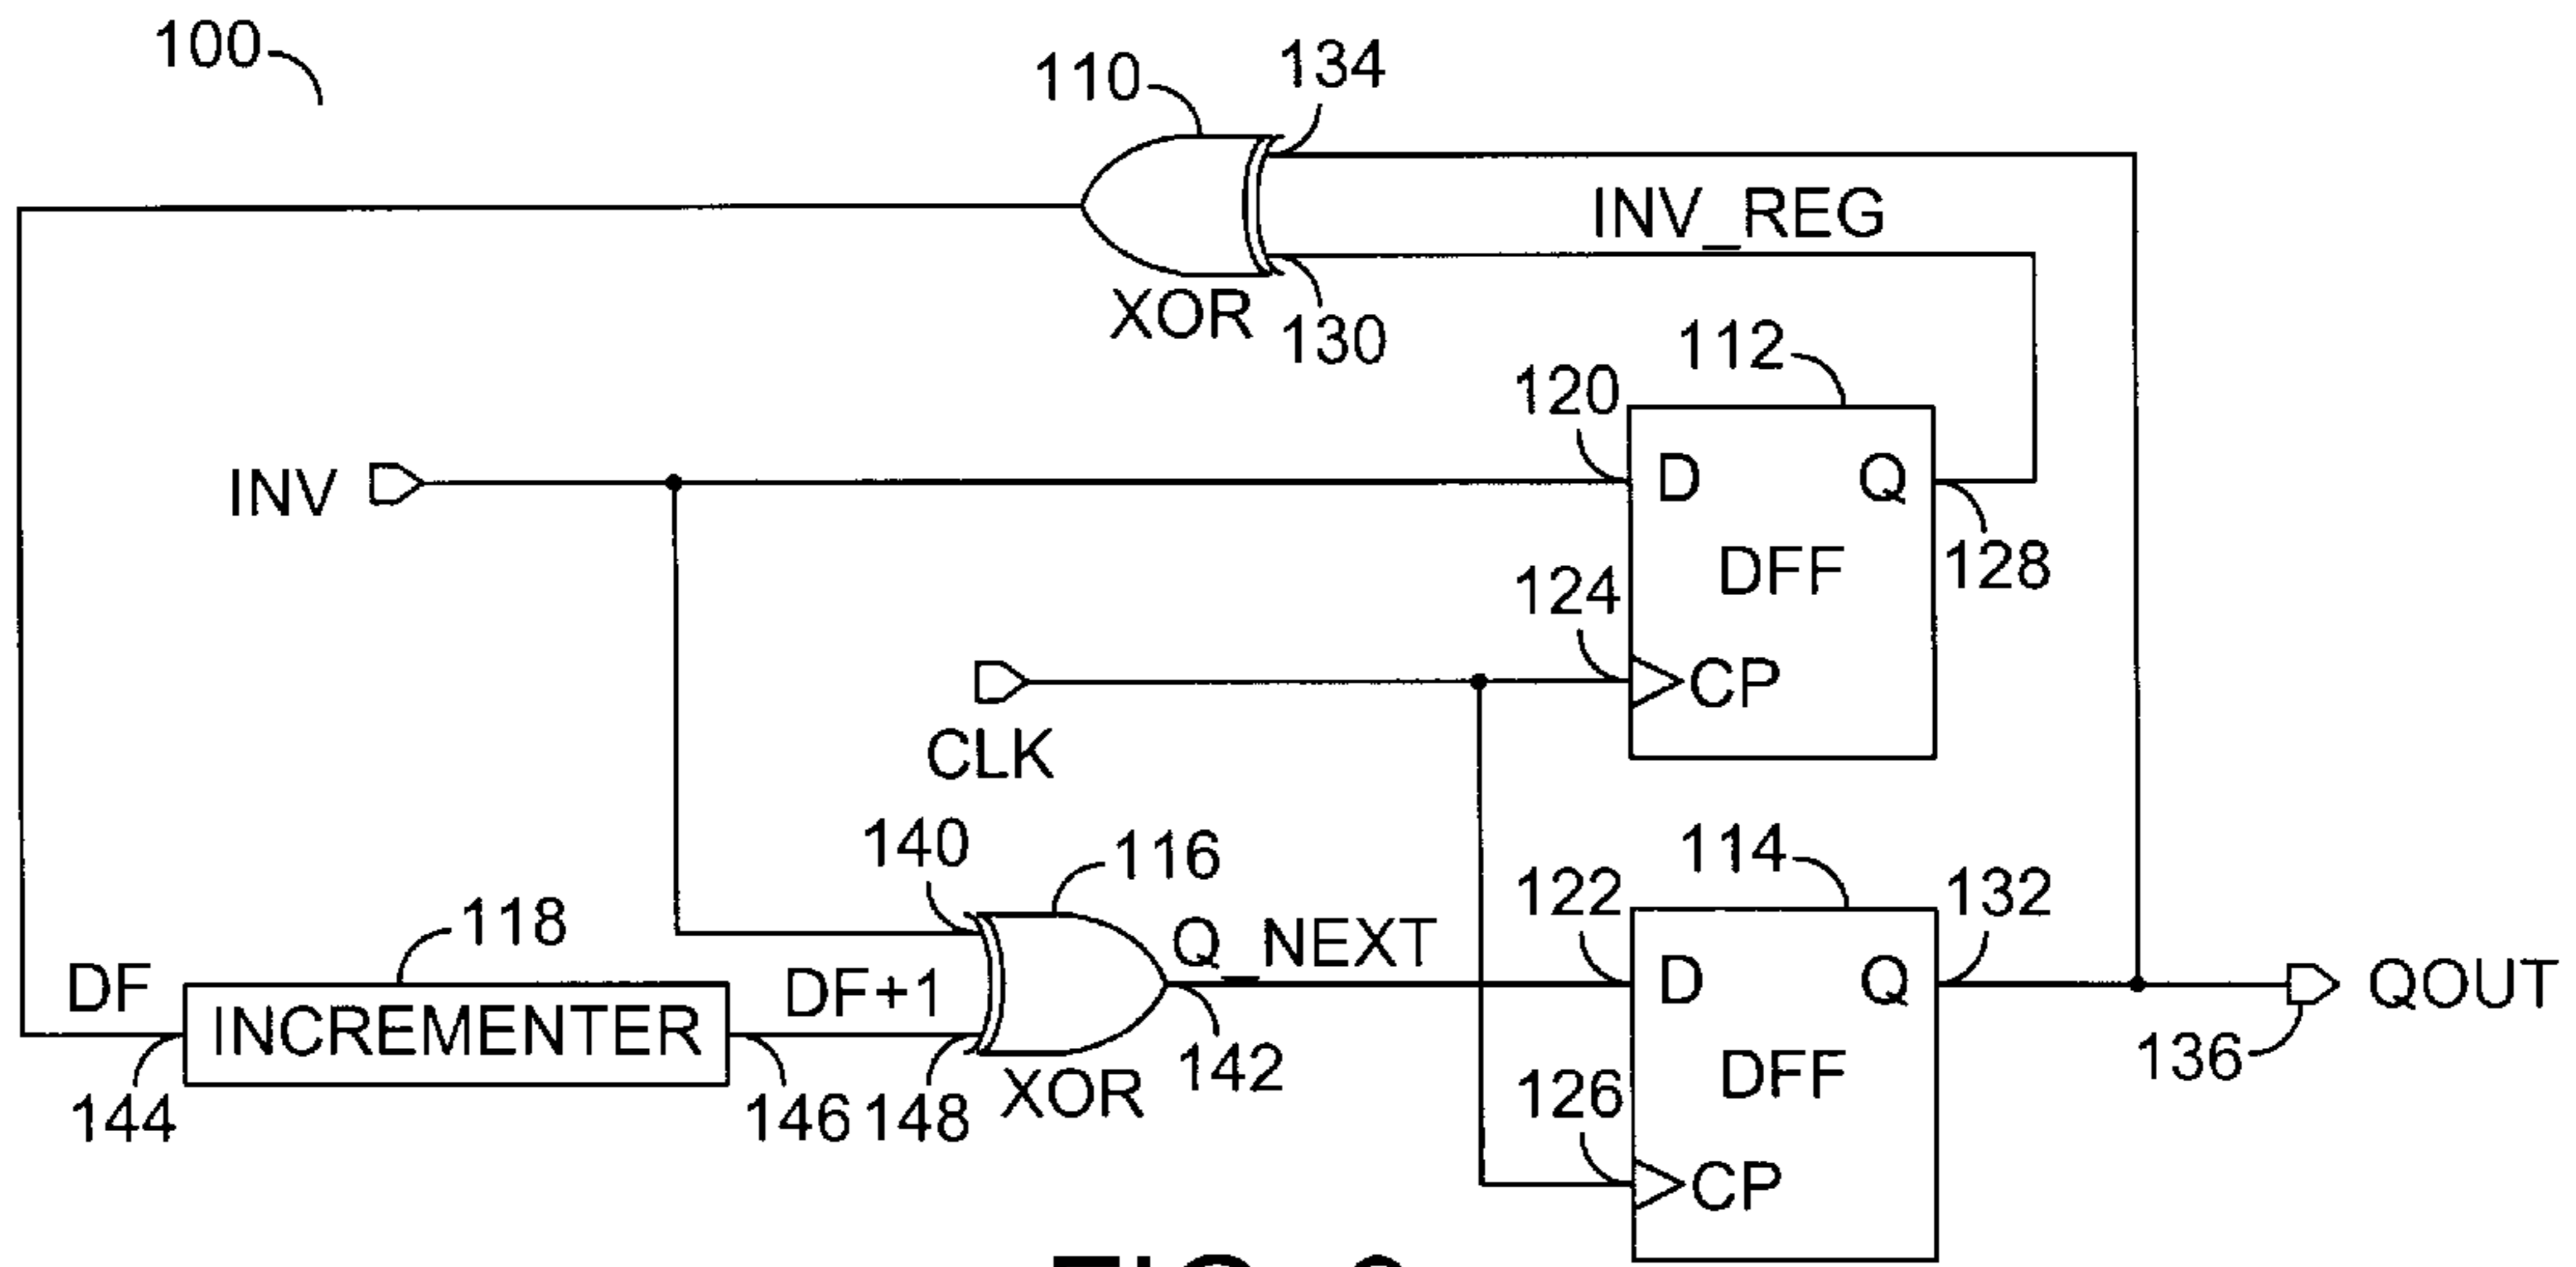 100
110
134
INV_REG
XOR
130
112
120
INV
D
Q
DFF
128
124
CP
CLK
140
116
114
118
122
132
Q_NEXT
DF
DF+1
D
Q
QOUT
INCREMENTER
136
142
DFF
XOR
126
144
146
148
CP